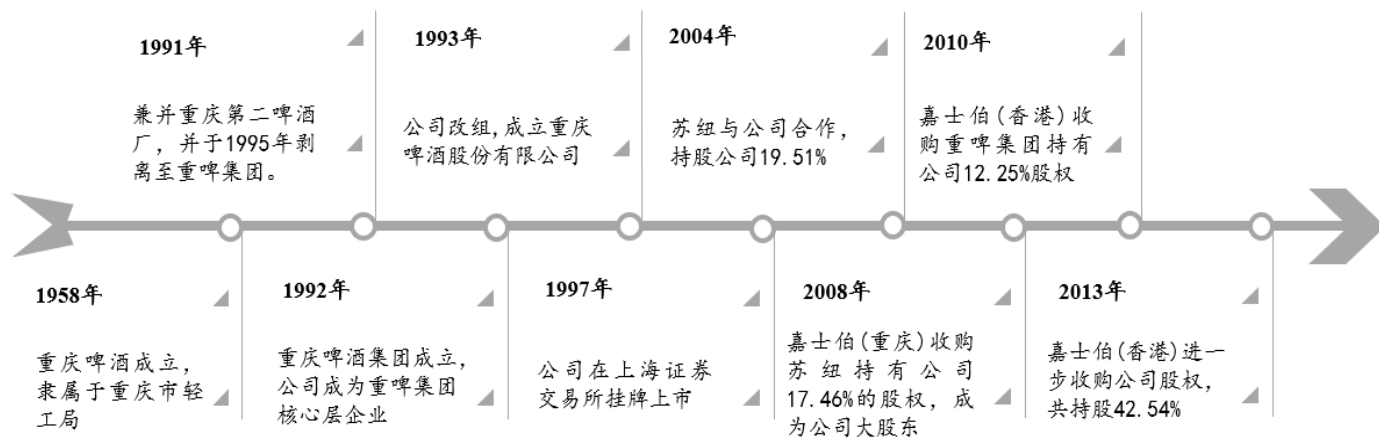 1991年
兼并重庆第二啤酒
厂，并于1995年剥
离至重啤集团。
1993年
公司改组,成立重庆
啤酒股份有限公司
2004年
苏纽与公司合作，
持股公司19.51%
2010年
嘉士伯(香港)收
购重啤集团持有
公司12.25%股权
1958年
重庆啤酒成立，
隶属于重庆市轻
工局
1992年
重庆啤酒集团成立，
公司成为重啤集团
核心层企业
1997年
公司在上海证券
交易所挂牌上市
2008年
嘉士伯(重庆)收购
苏纽持有公司
17.46%的股权，成
为公司大股东
2013年
嘉士伯(香港)进一
步收购公司股权，
共持股42.54%